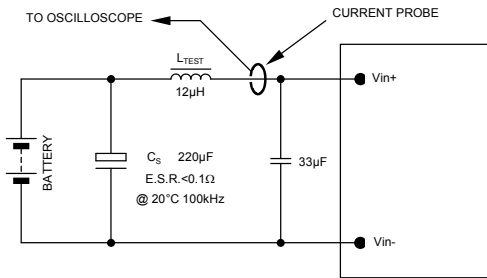 TO OSCILLOSCOPE
CURRENT PROBE
LTEST
12µH
Vin+
BATTERY
CS 220µF
E.S.R.<0.1Ω
@ 20°C 100kHz
33µF
Vin-